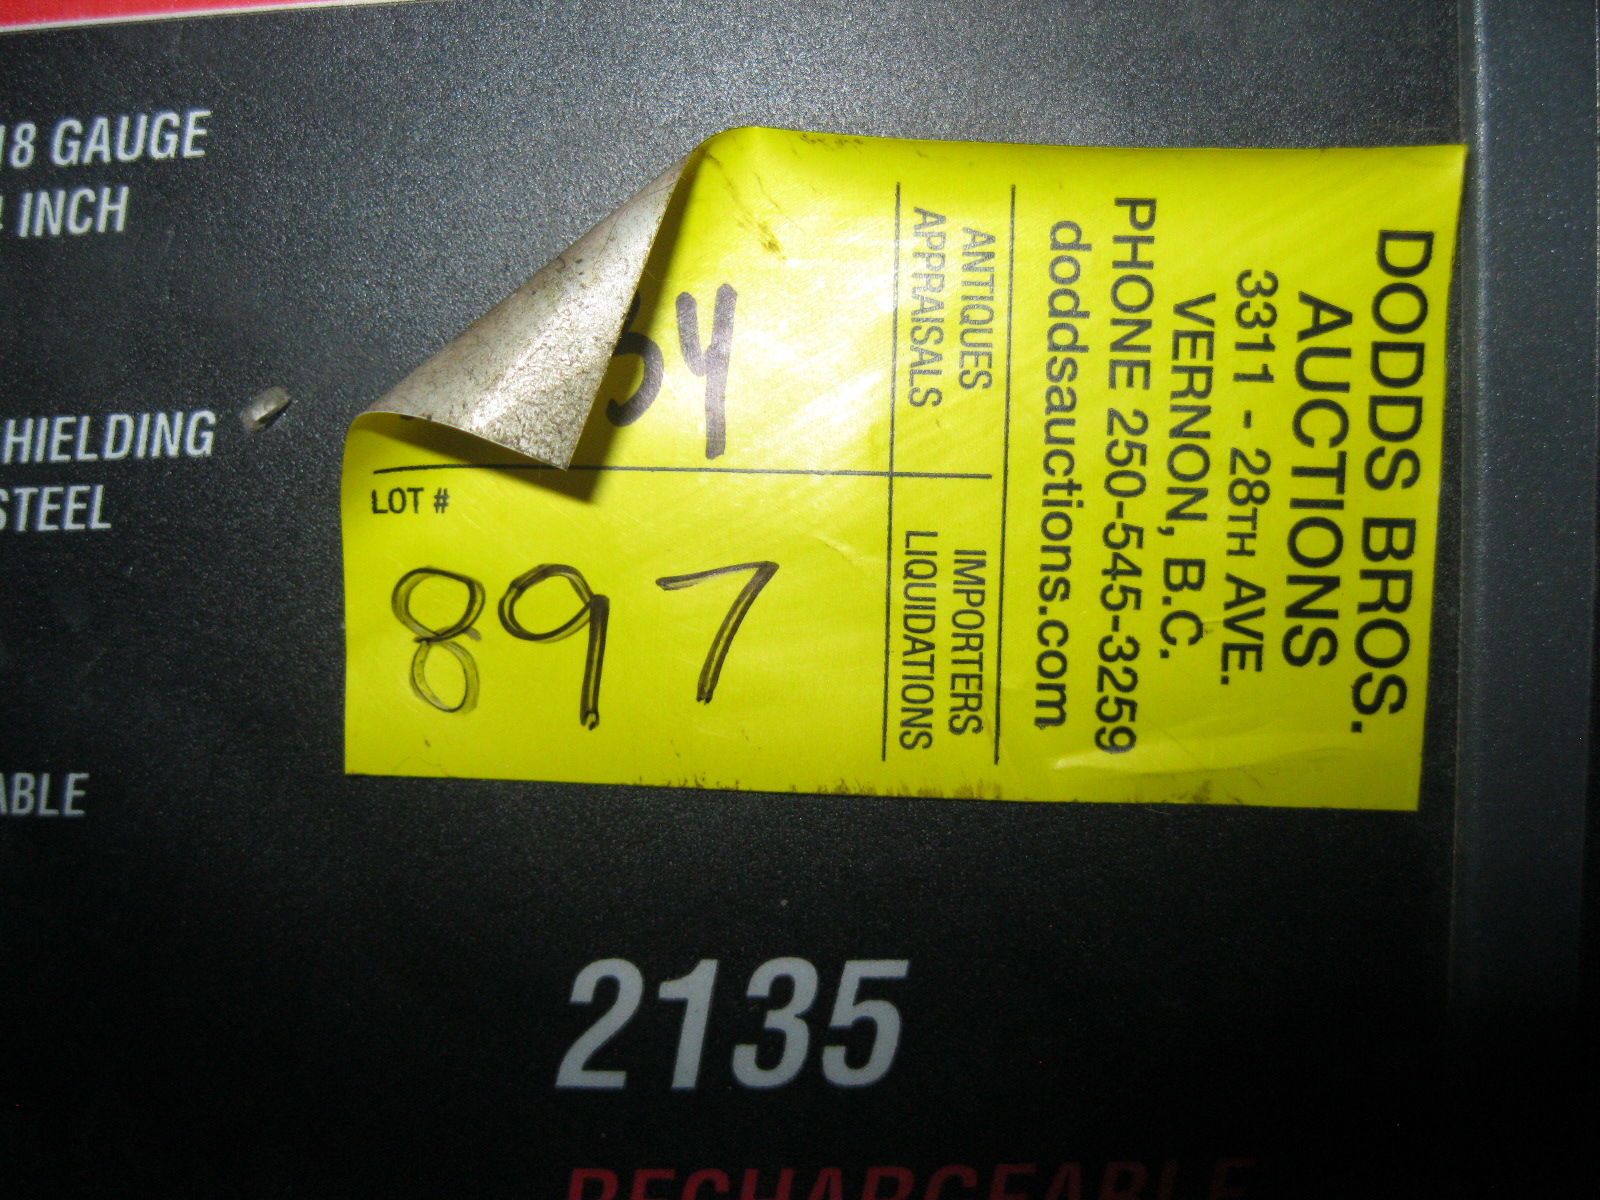 18 GAUGE
INCH
HIELDING
STEEL
ABLE
DODDS BROS.
AUCTIONS
3311 - 28TH AVE.
VERNON, B.C.
PHONE 250-545-3259
doddsauctions.com
ANTIQUES IMPORTERS
APPRAISALS LIQUIDATIONS
LOT #
897
2135
RECHARGEABLE